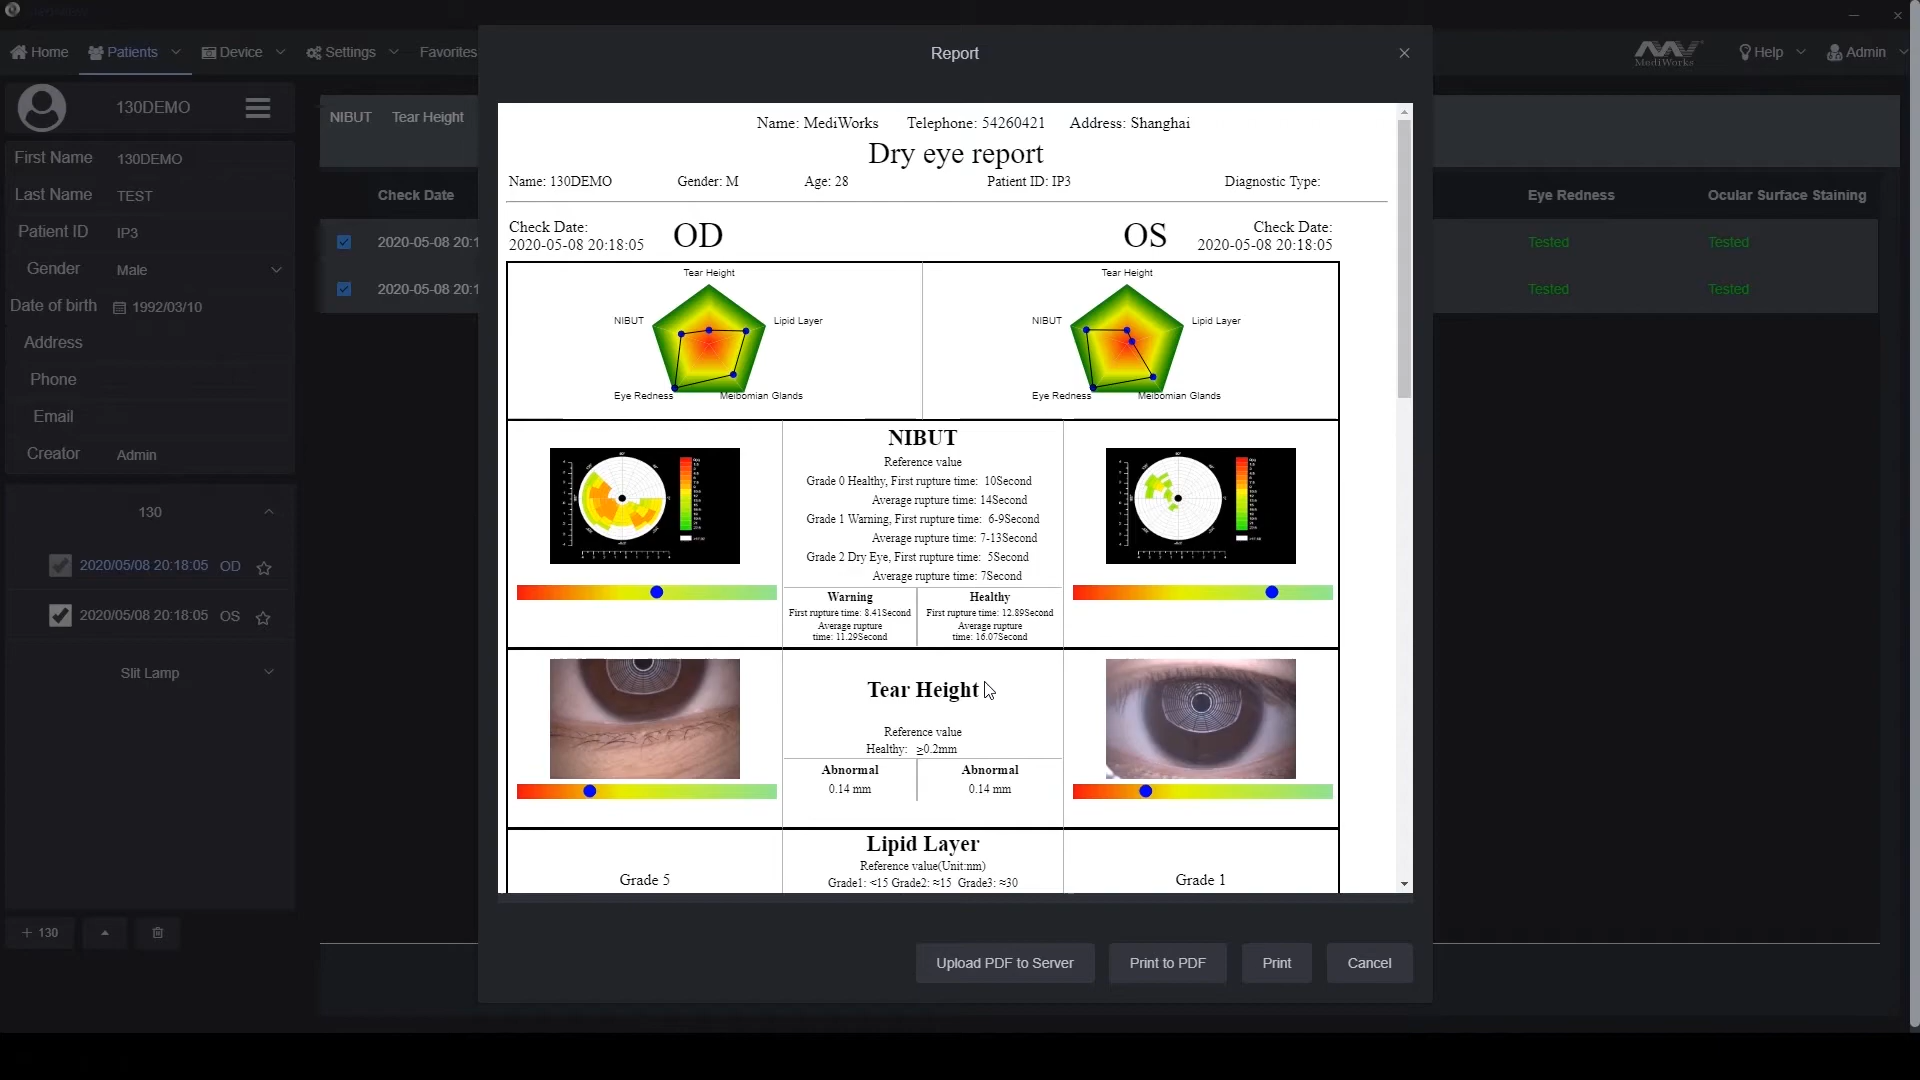 Home
Patients
Device
Settings
Favorites
Report
MediWorks
Help
Admin
130DEMO
First Name 130DEMO
Last Name TEST
Patient ID IP3
Gender Male
Date of birth 1992/03/10
Address
Phone
Email
Creator Admin
130
2020/05/08 20:18:05 OD
2020/05/08 20:18:05 OS
Slit Lamp
+ 130
NIBUT Tear Height
Check Date
2020-05-08 20:1
2020-05-08 20:1
Name: MediWorks Telephone: 54260421 Address: Shanghai
Dry eye report
Name: 130DEMO Gender: M Age: 28 Patient ID: IP3 Diagnostic Type:
Check Date:
2020-05-08 20:18:05
OD
OS
Check Date:
2020-05-08 20:18:05
Tear Height
NIBUT
Lipid Layer
Eye Redness
Meibomian Glands
Tear Height
NIBUT
Lipid Layer
Eye Redness
Meibomian Glands
NIBUT
Reference value
Grade 0 Healthy, First rupture time: 10Second
Average rupture time: 14Second
Grade 1 Warning, First rupture time: 6-9Second
Average rupture time: 7-13Second
Grade 2 Dry Eye, First rupture time: 5Second
Average rupture time: 7Second
Warning
First rupture time: 8.41Second
Average rupture
time: 11.29Second
Healthy
First rupture time: 12.89Second
Average rupture
time: 16.07Second
Tear Height
Reference value
Healthy: ≥0.2mm
Abnormal
0.14 mm
Abnormal
0.14 mm
Lipid Layer
Reference value(Unit:nm)
Grade1: <15 Grade2: ≈15 Grade3: ≈30
Grade 5
Grade 1
Upload PDF to Server
Print to PDF
Print
Cancel
Eye Redness
Ocular Surface Staining
Tested
Tested
Tested
Tested